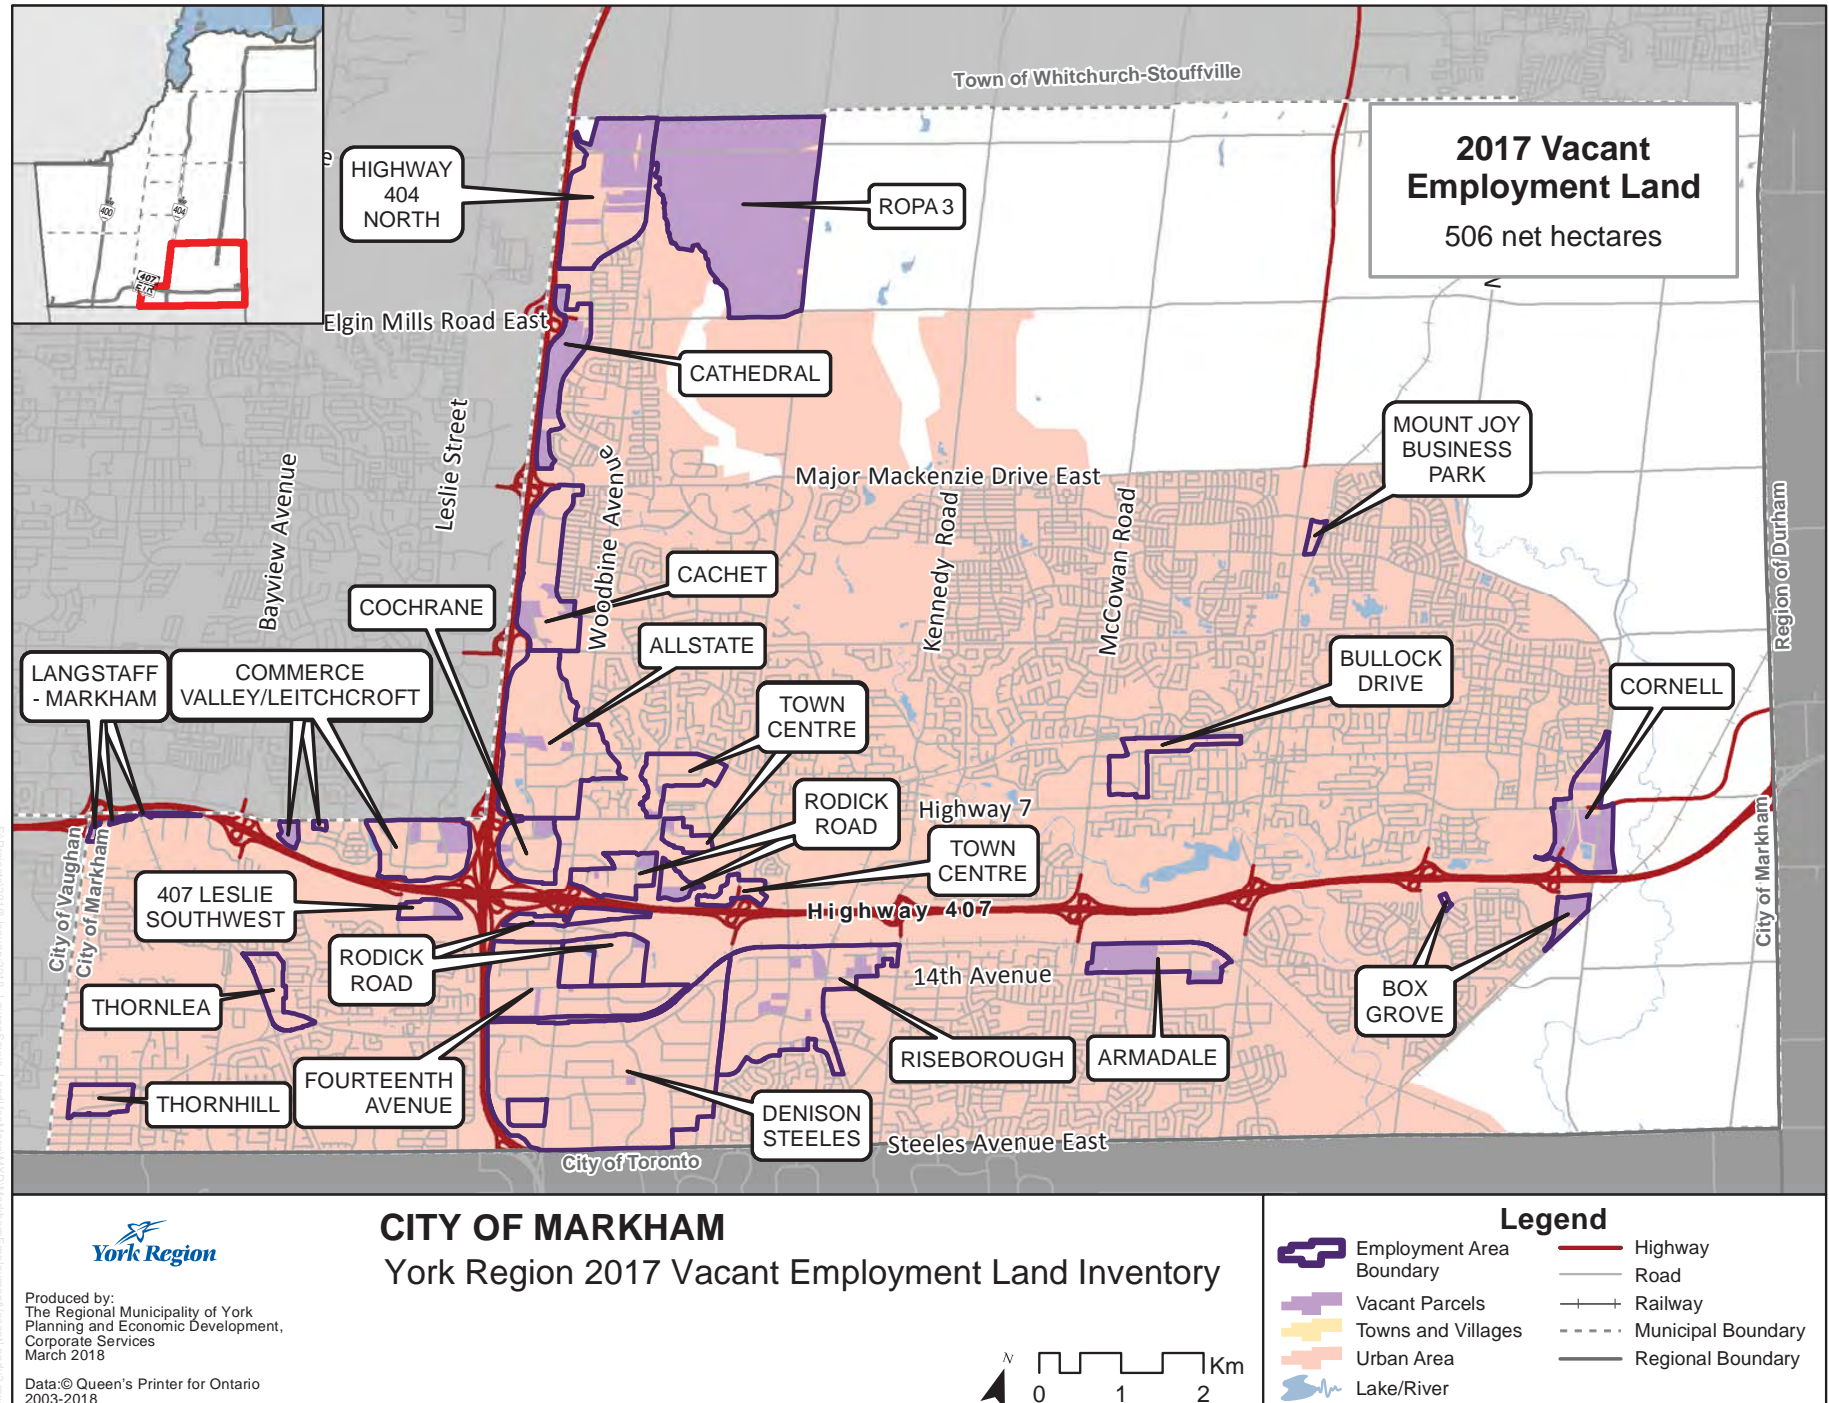 Town of Whitchurch-Stouffville
2017 Vacant
Employment Land
506 net hectares
HIGHWAY
404
NORTH
ROPA 3
400
404
407
ETR
Elgin Mills Road East
CATHEDRAL
Leslie Street
Bayview Avenue
Woodbine Avenue
Major Mackenzie Drive East
Kennedy Road
McCowan Road
MOUNT JOY
BUSINESS
PARK
Region of Durham
CACHET
COCHRANE
ALLSTATE
LANGSTAFF
- MARKHAM
COMMERCE
VALLEY/LEITCHCROFT
TOWN
CENTRE
BULLOCK
DRIVE
CORNELL
RODICK
ROAD
Highway 7
TOWN
CENTRE
City of Vaughan
City of Markham
City of Markham
407 LESLIE
SOUTHWEST
Highway 407
RODICK
ROAD
14th Avenue
THORNLEA
BOX
GROVE
RISEBOROUGH
ARMADALE
THORNHILL
FOURTEENTH
AVENUE
DENISON
STEELES
Steeles Avenue East
City of Toronto
York Region
CITY OF MARKHAM
York Region 2017 Vacant Employment Land Inventory
Produced by:
The Regional Municipality of York
Planning and Economic Development,
Corporate Services
March 2018
Data:© Queen's Printer for Ontario
2003-2018
N
Km
0 1 2
Legend
Employment Area
Boundary
Vacant Parcels
Towns and Villages
Urban Area
Lake/River
Highway
Road
Railway
Municipal Boundary
Regional Boundary